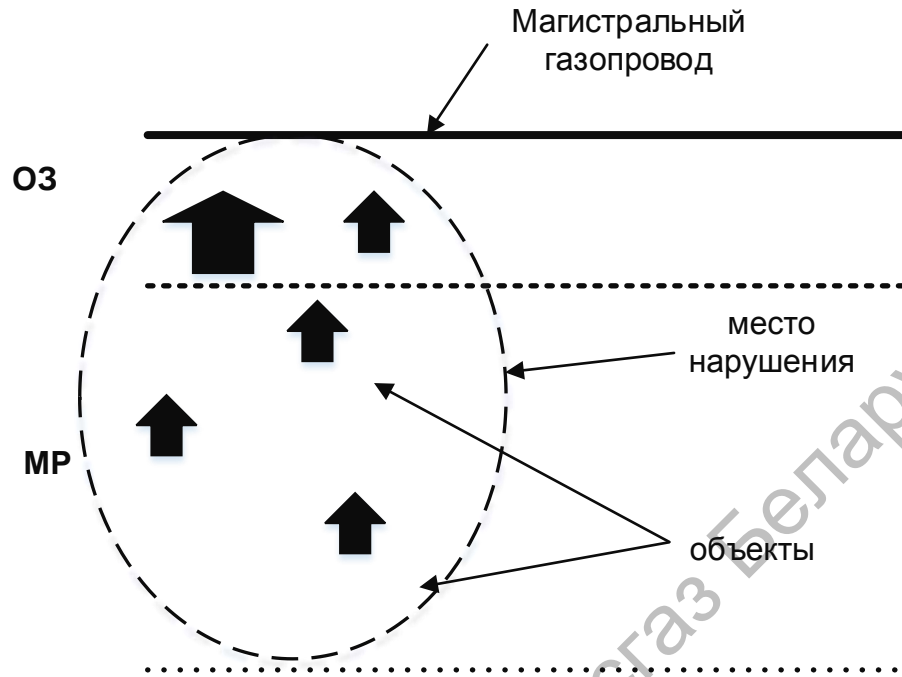 Магистральный
газопровод
ОЗ
место
нарушения
МР
объекты